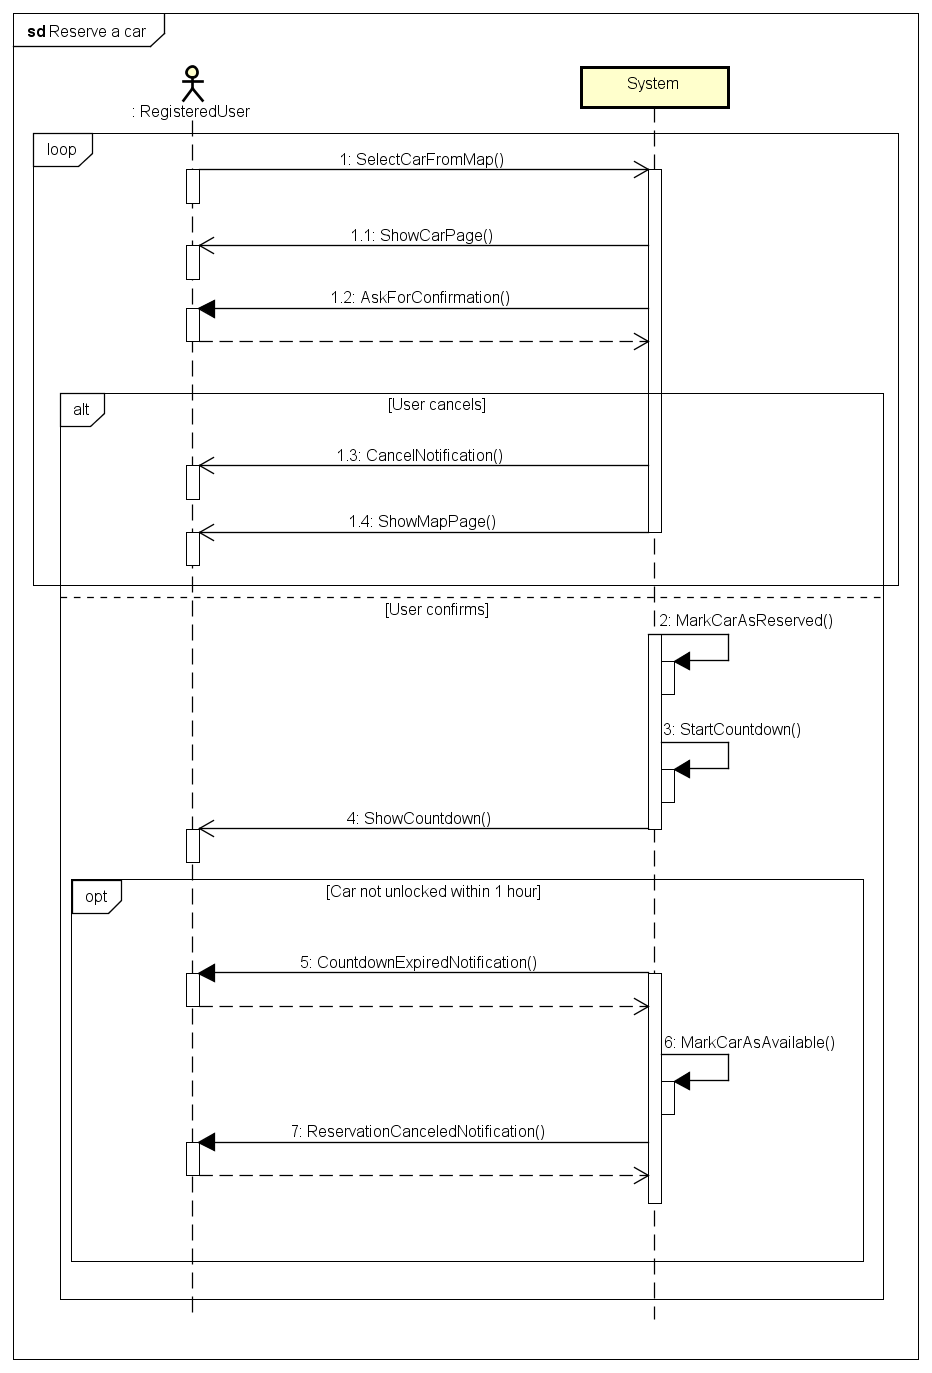 sd Reserve a car
: RegisteredUser
System
loop
1: SelectCarFromMap()
1.1: ShowCarPage()
1.2: AskForConfirmation()
alt
[User cancels]
1.3: CancelNotification()
1.4: ShowMapPage()
[User confirms]
2: MarkCarAsReserved()
3: StartCountdown()
4: ShowCountdown()
opt
[Car not unlocked within 1 hour]
5: CountdownExpiredNotification()
6: MarkCarAsAvailable()
7: ReservationCanceledNotification()